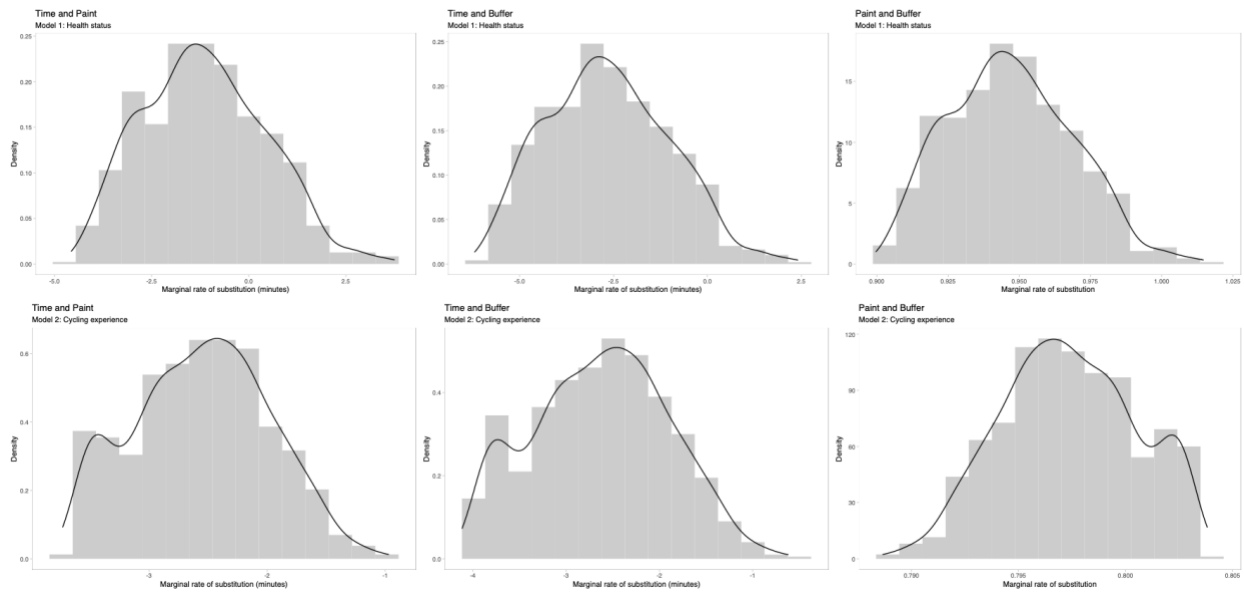 Time and Paint
Model 1: Health status
0.25
0.20
0.15
0.10
0.05
0.00
Density
-5.0 -2.5 0.0 2.5
Marginal rate of substitution (minutes)
Time and Buffer
Model 1: Health status
0.25
0.20
0.15
0.10
0.05
0.00
Density
-5.0 -2.5 0.0
Marginal rate of substitution (minutes)
Paint and Buffer
Model 1: Health status
15
10
5
0
Density
0.900 0.925 0.950 0.975 1.000 1.025
Marginal rate of substitution
Time and Paint
Model 2: Cycling experience
0.6
0.4
0.2
0.0
Density
-3 -2 -1
Marginal rate of substitution (minutes)
Time and Buffer
Model 2: Cycling experience
0.4
0.2
0.0
Density
-4 -3 -2 -1
Marginal rate of substitution (minutes)
Paint and Buffer
Model 2: Cycling experience
120
90
60
30
0
Density
0.790 0.795 0.800 0.805
Marginal rate of substitution